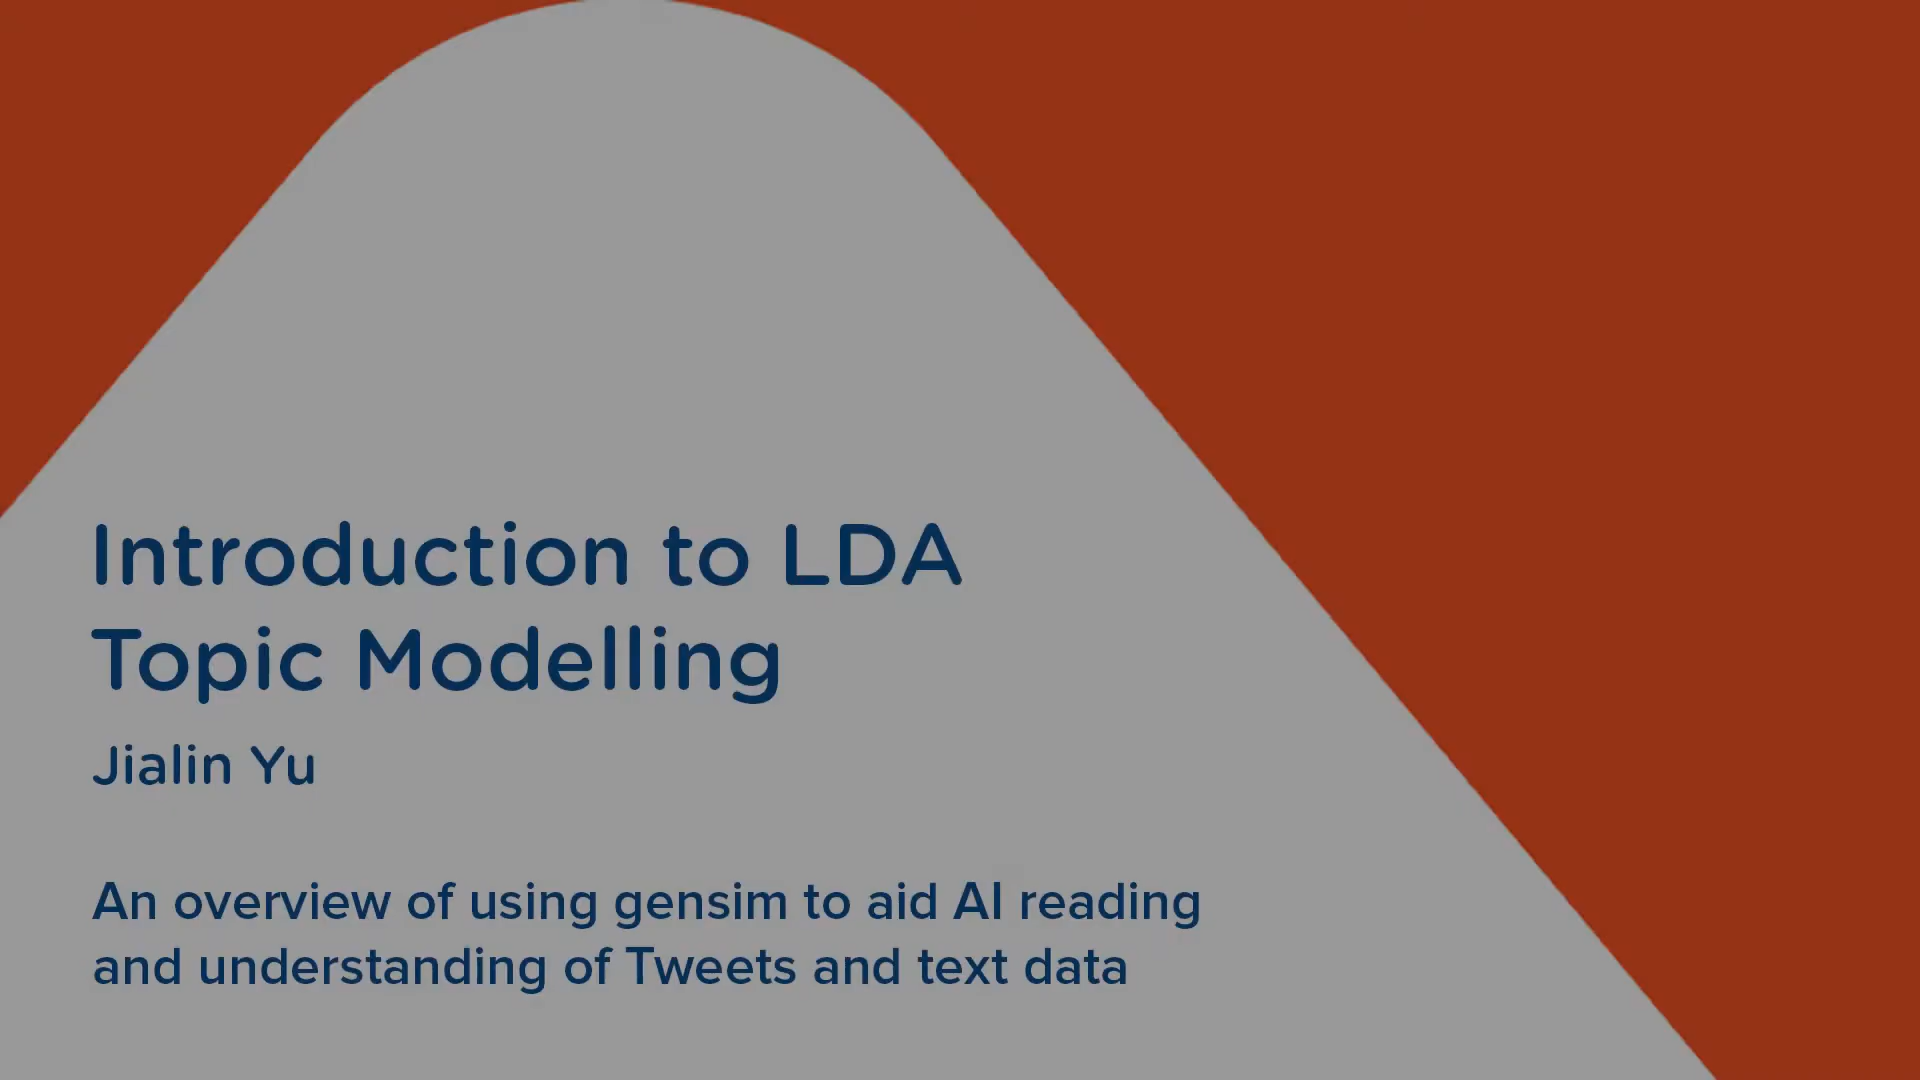 Introduction to LDA
Topic Modelling
Jialin Yu
An overview of using gensim to aid AI reading
and understanding of Tweets and text data